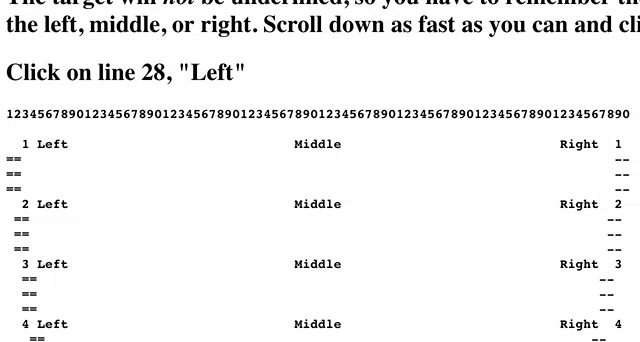 The target will not be underlined, so you have to remember
the left, middle, or right. Scroll down as fast as you can and
Click on line 28, "Left"
12345678901234567890123456789012345678901234567890123456789012345678901234567890
1 Left Middle Right 1
== --
== --
== --
2 Left Middle Right 2
== --
== --
== --
3 Left Middle Right 3
== --
== --
== --
4 Left Middle Right 4
== --